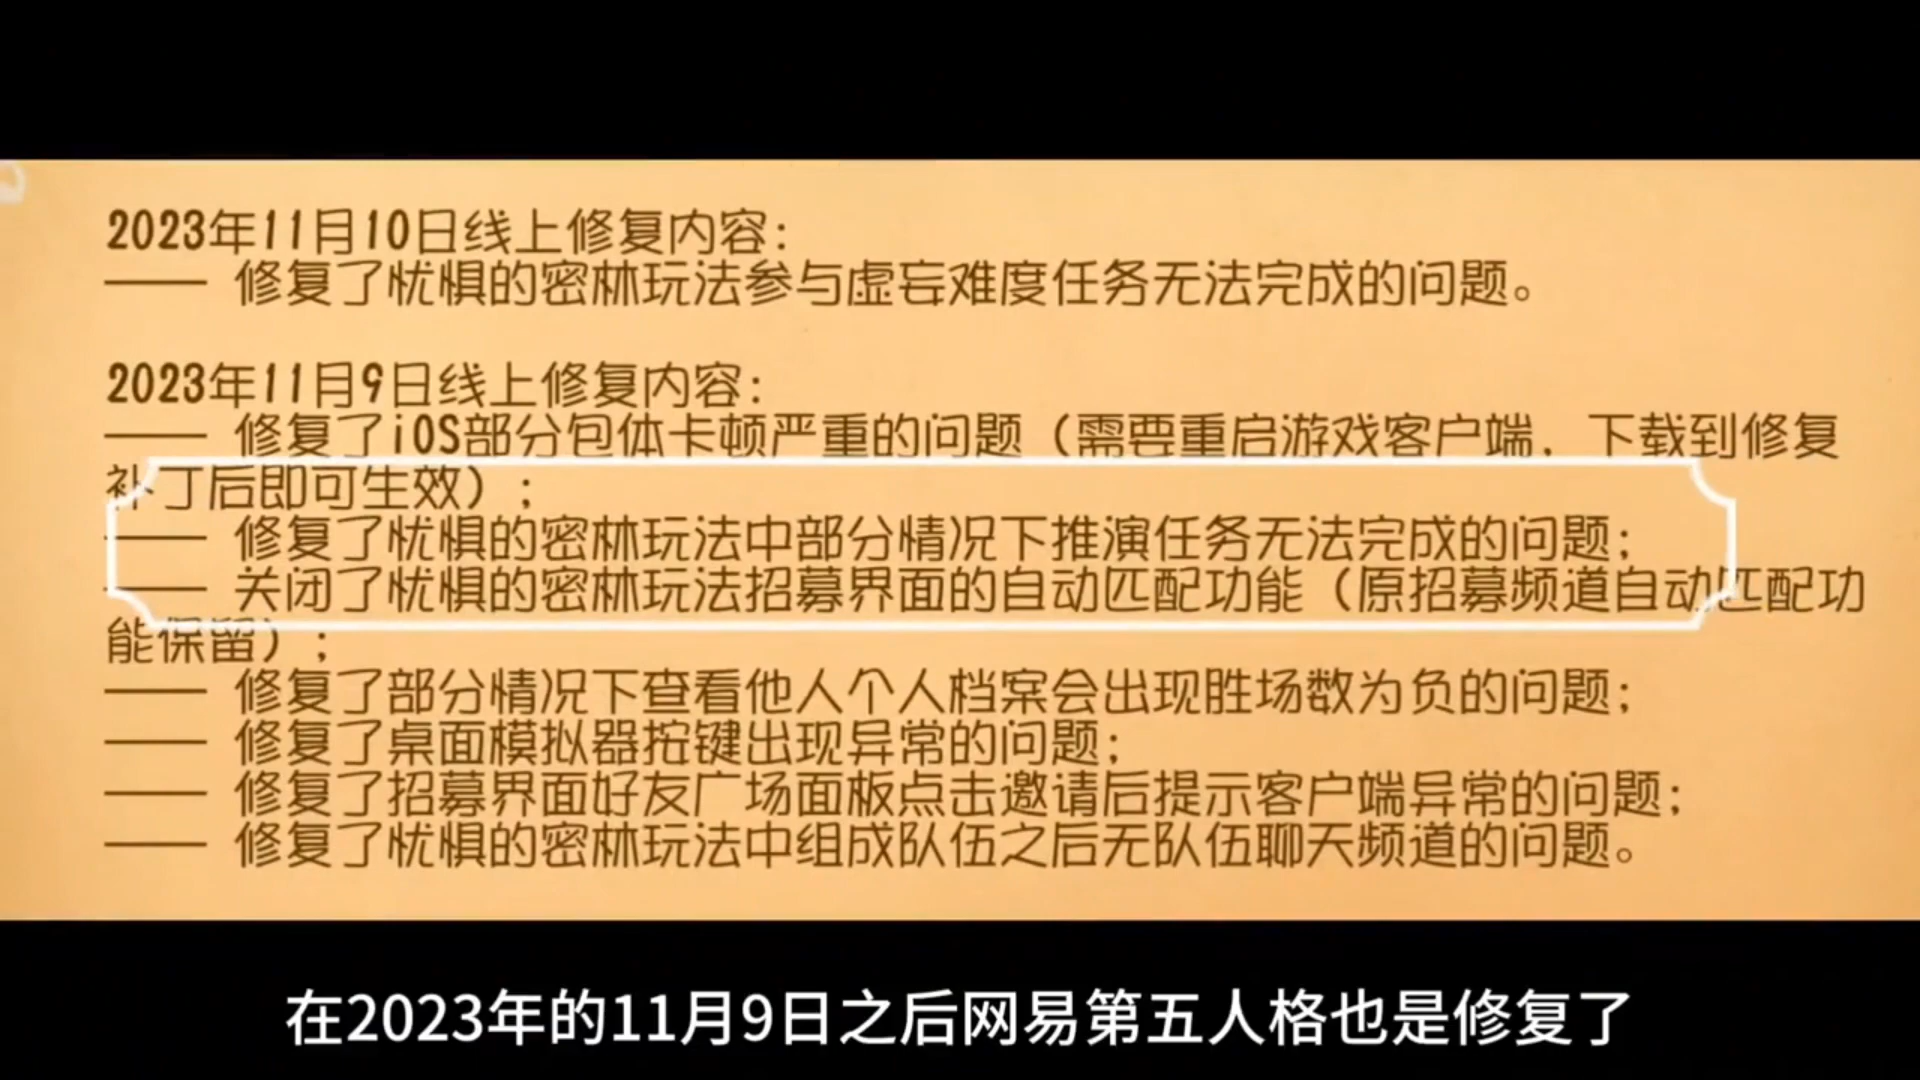 2023年11月10日线上修复内容：
—— 修复了忧惧的密林玩法参与虚妄难度任务无法完成的问题。
2023年11月9日线上修复内容：
—— 修复了iOS部分包体卡顿严重的问题（需要重启游戏客户端，下载到修复
补丁后即可生效）；
—— 修复了忧惧的密林玩法中部分情况下推演任务无法完成的问题；
—— 关闭了忧惧的密林玩法招募界面的自动匹配功能（原招募频道自动匹配功
能保留）；
—— 修复了部分情况下查看他人个人档案会出现胜场数为负的问题；
—— 修复了桌面模拟器按键出现异常的问题；
—— 修复了招募界面好友广场面板点击邀请后提示客户端异常的问题；
—— 修复了忧惧的密林玩法中组成队伍之后无队伍聊天频道的问题。
在2023年的11月9日之后网易第五人格也是修复了